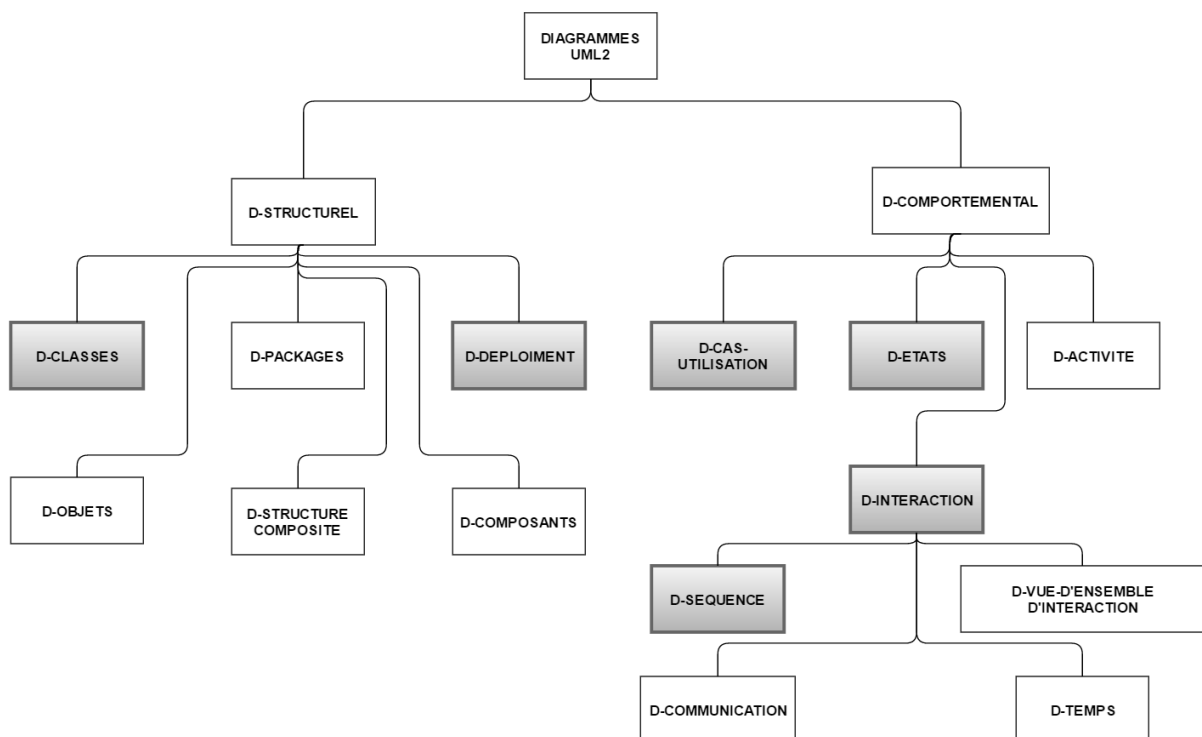 DIAGRAMMES
UML2
D-STRUCTUREL
D-COMPORTEMENTAL
D-CLASSES
D-PACKAGES
D-DEPLOIMENT
D-CAS-
UTILISATION
D-ETATS
D-ACTIVITE
D-OBJETS
D-STRUCTURE
COMPOSITE
D-COMPOSANTS
D-INTERACTION
D-SEQUENCE
D-VUE-D'ENSEMBLE
D'INTERACTION
D-COMMUNICATION
D-TEMPS